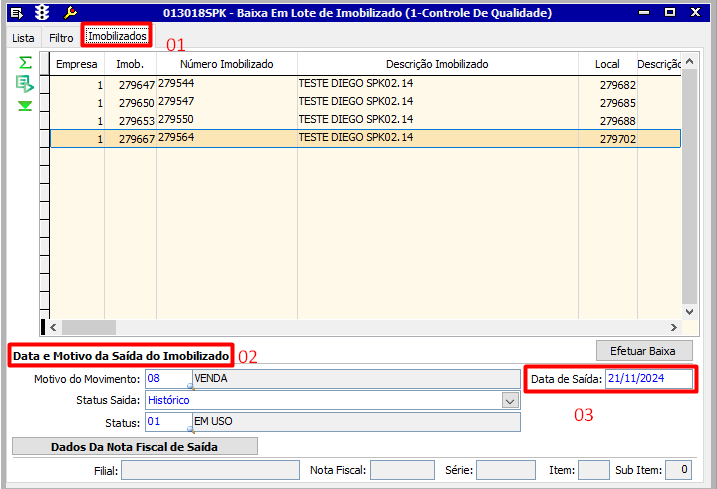 013018SPK - Baixa Em Lote de Imobilizado (1-Controle De Qualidade)
Lista Filtro Imobilizados
01
Empresa Imob. Número Imobilizado Descrição Imobilizado Local Descrição
1 279647 279544 TESTE DIEGO SPK02.14 279682
1 279650 279547 TESTE DIEGO SPK02.14 279685
1 279653 279550 TESTE DIEGO SPK02.14 279688
1 279667 279564 TESTE DIEGO SPK02.14 279702
Efetuar Baixa
Data e Motivo da Saída do Imobilizado 02
Motivo do Movimento: 08 VENDA Data de Saída: 21/11/2024
Status Saida: Histórico
03
Status: 01 EM USO
Dados Da Nota Fiscal de Saída
Filial: Nota Fiscal: Série: Item: Sub Item: 0